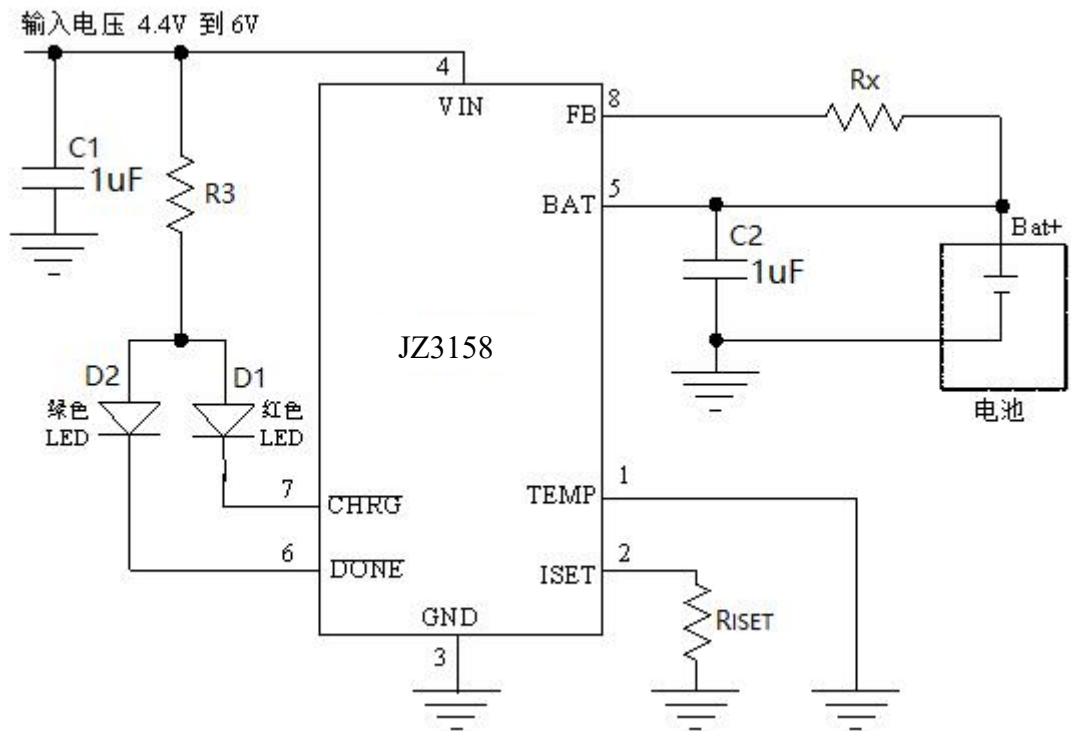 输入电压 4.4V 到 6V
4
VIN
FB
8
Rx
C1
1uF
R3
BAT
5
Bat+
C2
1uF
JZ3158
D2
D1
绿色
LED
红色
LED
电池
7
CHRG
TEMP
1
6
DONE
ISET
2
GND
3
RISET